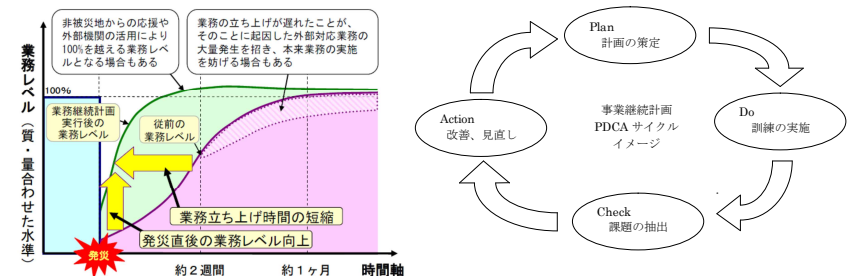 非被災地からの応援や
外部機関の活用により
100%を越える業務レベ
ルとなる場合もある
業務の立ち上げが遅れたことが、
そのことに起因した外部対応業務の
大量発生を招き、本来業務の実施
を妨げる場合もある
業務レベル（質・量合わせた水準）
100%
業務継続計画
実行後の
業務レベル
従前の
業務レベル
業務立ち上げ時間の短縮
発災直後の業務レベル向上
発災
約２週間
約１ヶ月
時間軸
Plan
計画の策定
Do
訓練の実施
Check
課題の抽出
Action
改善、見直し
事業継続計画
PDCA サイクル
イメージ